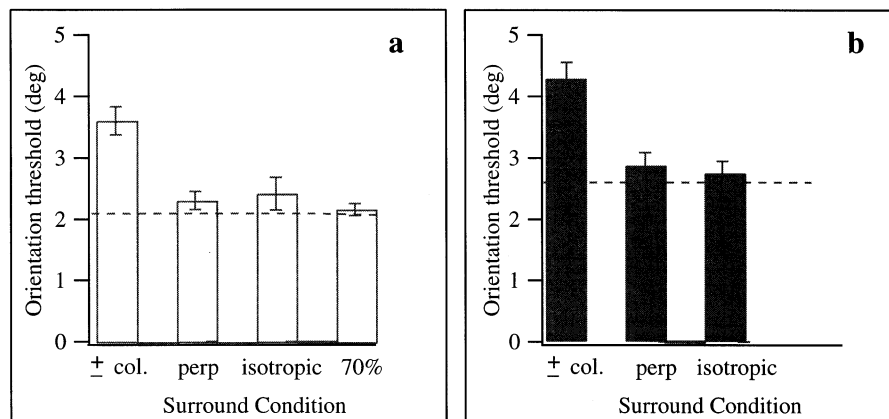 a
Orientation threshold (deg)
5
4
3
2
1
0
± col. perp isotropic 70%
Surround Condition
b
Orientation threshold (deg)
5
4
3
2
1
0
± col. perp isotropic
Surround Condition